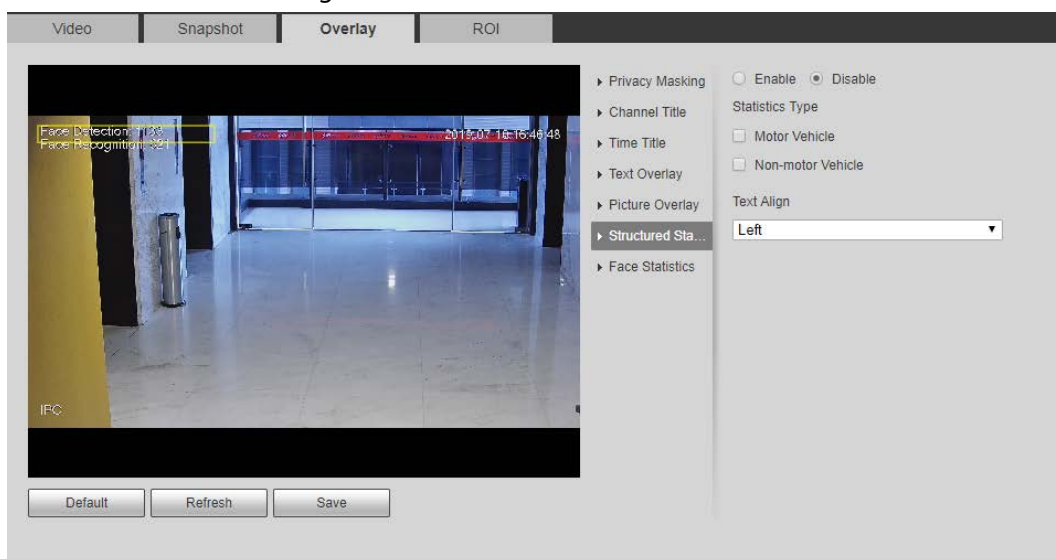 Video Snapshot Overlay ROI
Face Detection:
Face Recognition: 321
2019-07-16 16:46:48
IPC
Privacy Masking
Channel Title
Time Title
Text Overlay
Picture Overlay
Structured Sta...
Face Statistics
Enable Disable
Statistics Type
Motor Vehicle
Non-motor Vehicle
Text Align
Left
Default Refresh Save